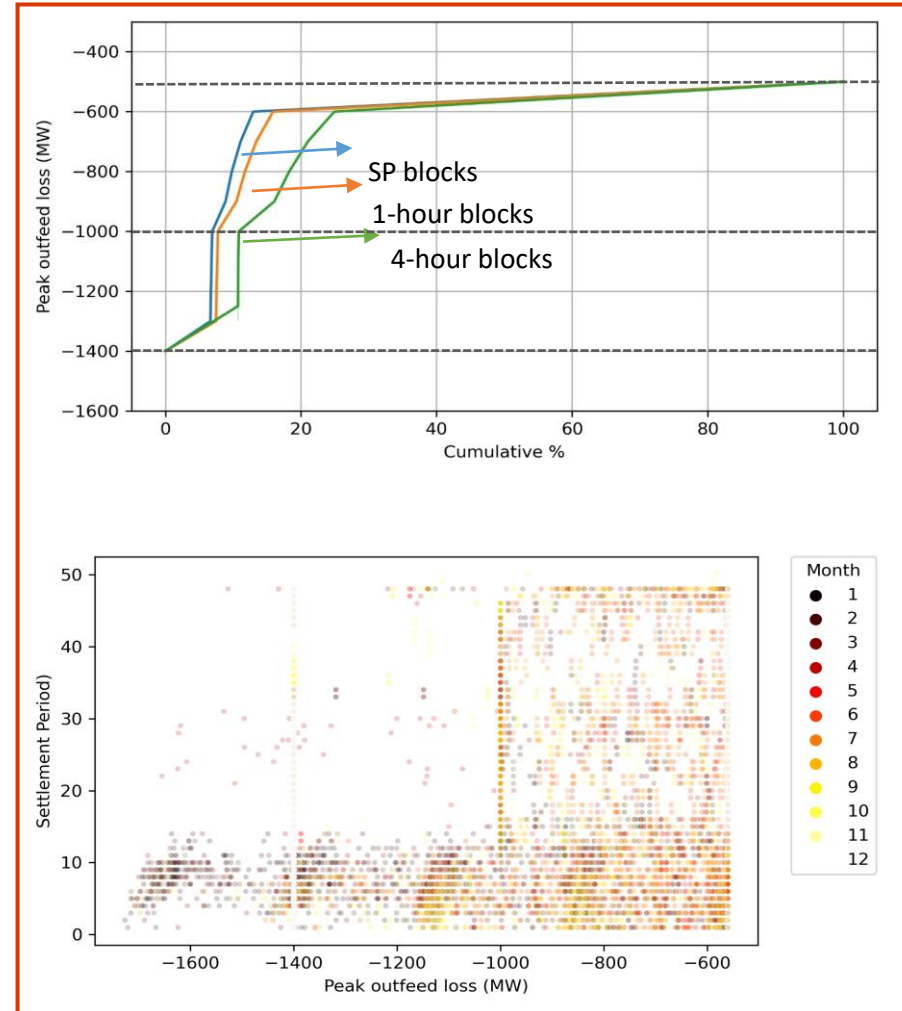 −400
−600
−800
−1000
−1200
−1400
−1600
Peak outfeed loss (MW)
SP blocks
1-hour blocks
4-hour blocks
0 20 40 60 80 100
Cumulative %
50
40
30
20
10
0
Settlement Period)
−1600 −1400 −1200 −1000 −800 −600
Peak outfeed loss (MW)
Month
1
2
3
4
5
6
7
8
9
10
11
12